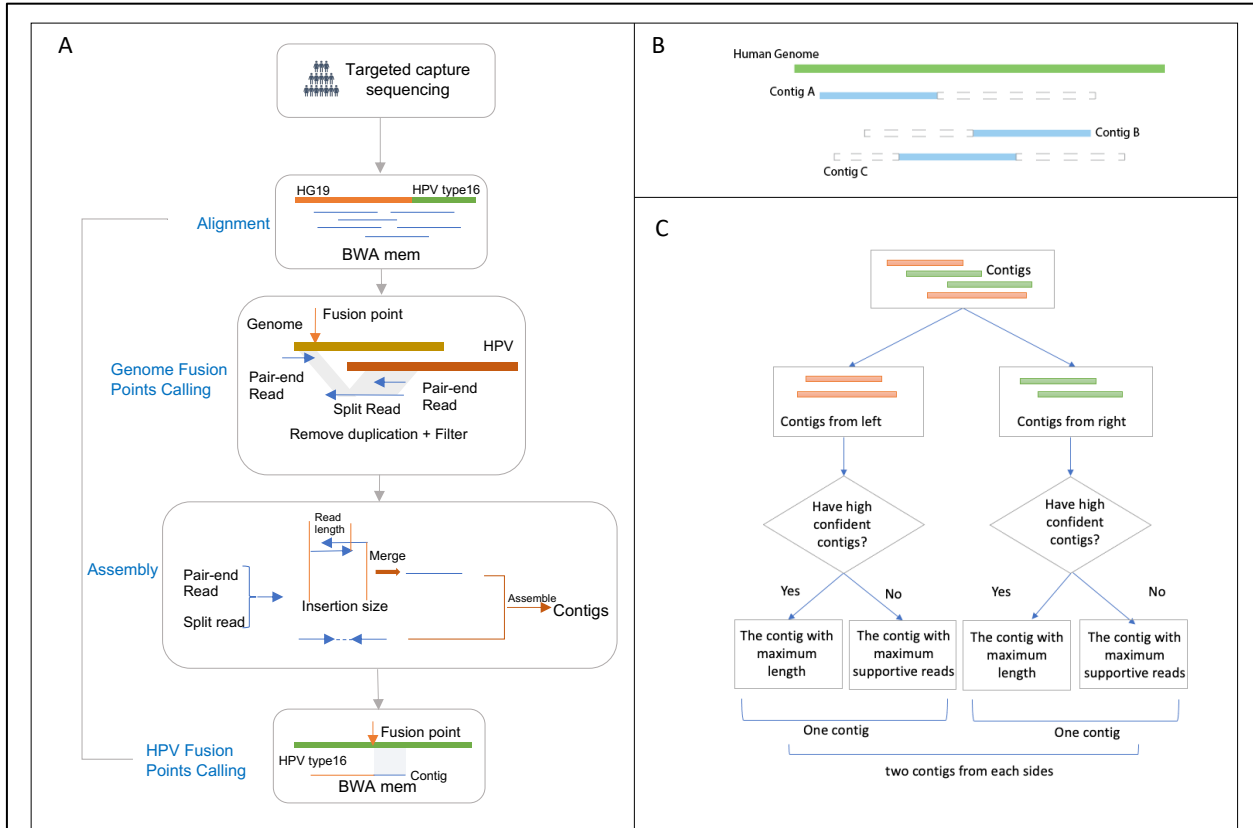 A
Targeted capture
sequencing
Alignment
HG19
HPV type16
BWA mem
Genome Fusion
Points Calling
Fusion point
Genome
HPV
Pair-end
Read
Pair-end
Read
Split Read
Remove duplication + Filter
Assembly
Pair-end
Read
Split read
Read
length
Insertion size
Merge
Assemble
Contigs
HPV Fusion
Points Calling
Fusion point
HPV type16
Contig
BWA mem
B
Human Genome
Contig A
Contig B
Contig C
C
Contigs
Contigs from left
Contigs from right
Have high
confident
contigs?
Have high
confident
contigs?
Yes
No
Yes
No
The contig with
maximum
length
The contig with
maximum
supportive reads
The contig with
maximum
length
The contig with
maximum
supportive reads
One contig
One contig
two contigs from each sides